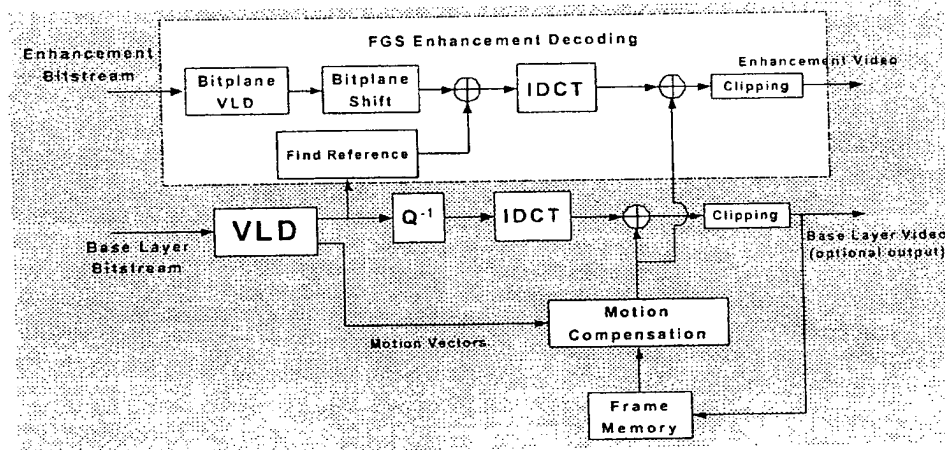 FGS Enhancement Decoding
Enhancement
Bitstream
Enhancement Video
Bitplane
VLD
Bitplane
Shift
IDCT
Clipping
Find Reference
VLD
Q-1
IDCT
Clipping
Base Layer
Bitstream
Base Layer Video
(optional output)
Motion Vectors
Motion
Compensation
Frame
Memory